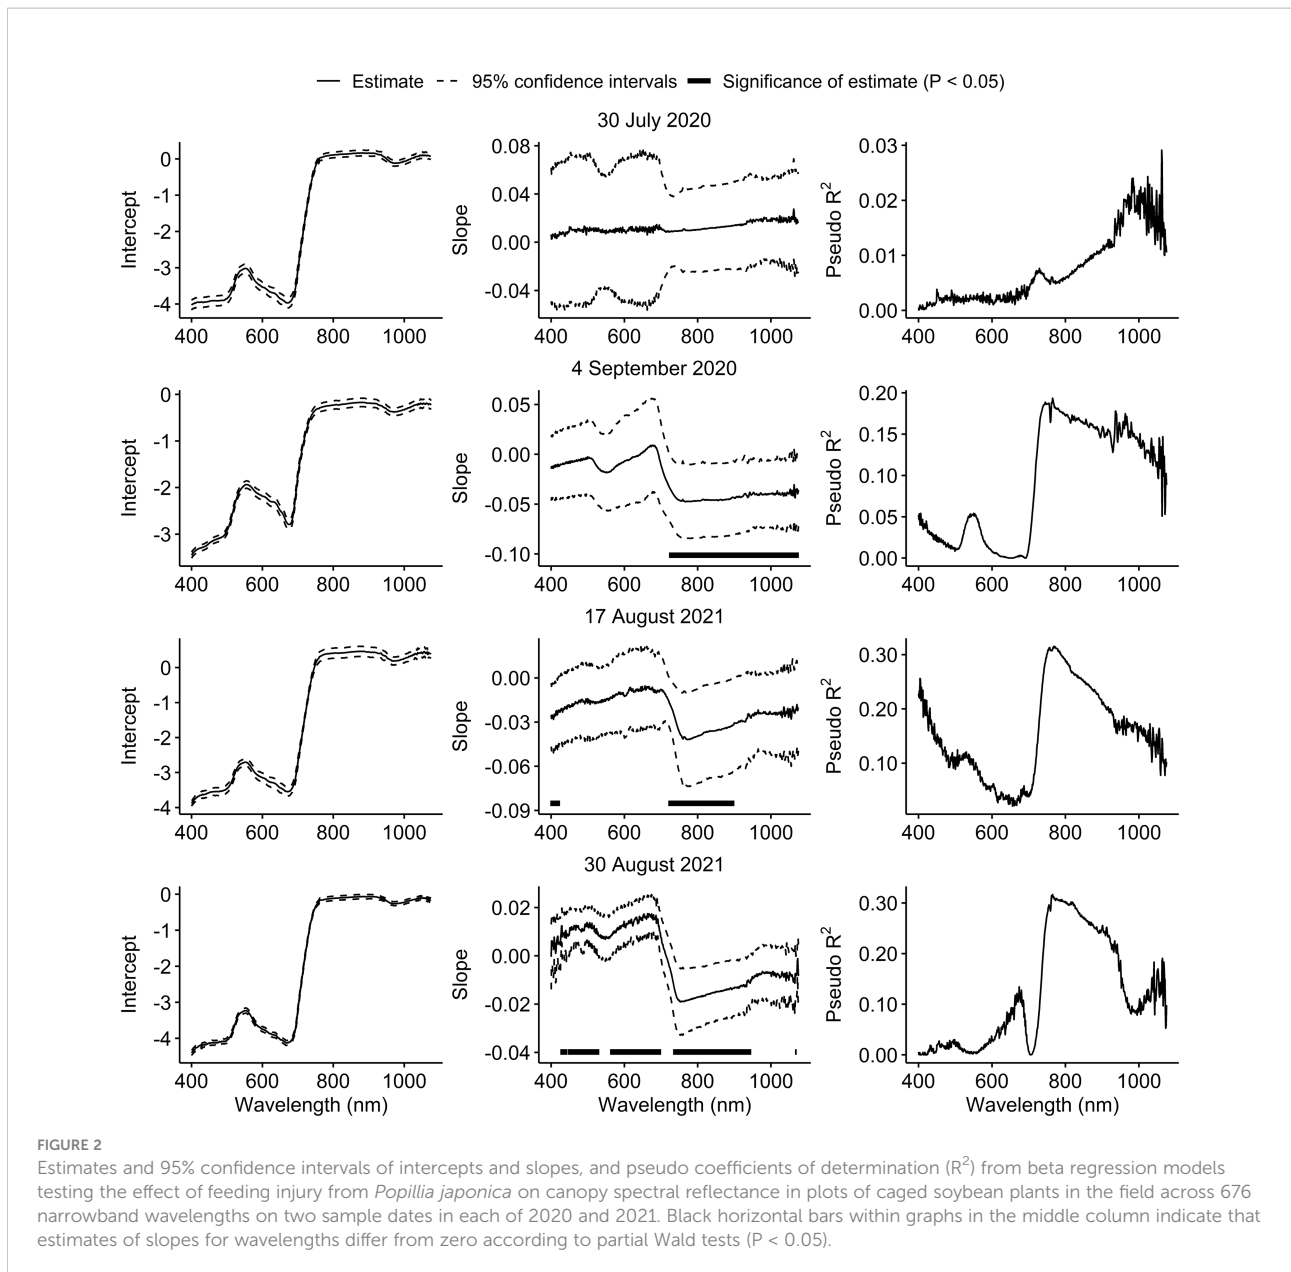 Estimate 95% confidence intervals Significance of estimate (P < 0.05)
30 July 2020
Intercept
0
-1
-2
-3
-4
400 600 800 1000
Slope
0.08
0.04
0.00
-0.04
400 600 800 1000
Pseudo R²
0.03
0.02
0.01
0.00
400 600 800 1000
4 September 2020
Intercept
0
-1
-2
-3
400 600 800 1000
Slope
0.05
0.00
-0.05
-0.10
400 600 800 1000
Pseudo R²
0.20
0.15
0.10
0.05
0.00
400 600 800 1000
17 August 2021
Intercept
0
-1
-2
-3
-4
400 600 800 1000
Slope
0.00
-0.03
-0.06
-0.09
400 600 800 1000
Pseudo R²
0.30
0.20
0.10
400 600 800 1000
30 August 2021
Intercept
0
-1
-2
-3
-4
400 600 800 1000
Wavelength (nm)
Slope
0.02
0.00
-0.02
-0.04
400 600 800 1000
Wavelength (nm)
Pseudo R²
0.30
0.20
0.10
0.00
400 600 800 1000
Wavelength (nm)
FIGURE 2
Estimates and 95% confidence intervals of intercepts and slopes, and pseudo coefficients of determination (R²) from beta regression models
testing the effect of feeding injury from Popillia japonica on canopy spectral reflectance in plots of caged soybean plants in the field across 676
narrowband wavelengths on two sample dates in each of 2020 and 2021. Black horizontal bars within graphs in the middle column indicate that
estimates of slopes for wavelengths differ from zero according to partial Wald tests (P < 0.05).